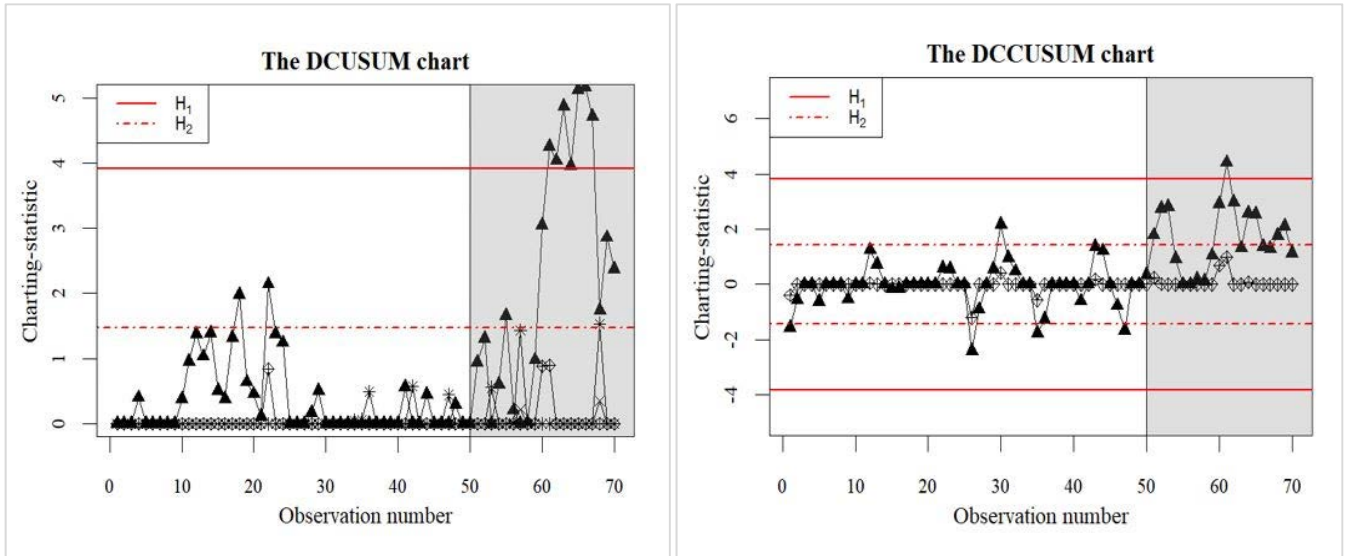 The DCUSUM chart
H₁
H₂
5
4
3
2
1
0
Charting-statistic
0 10 20 30 40 50 60 70
Observation number
The DCCUSUM chart
H₁
H₂
6
4
2
0
-2
-4
Charting-statistic
0 10 20 30 40 50 60 70
Observation number